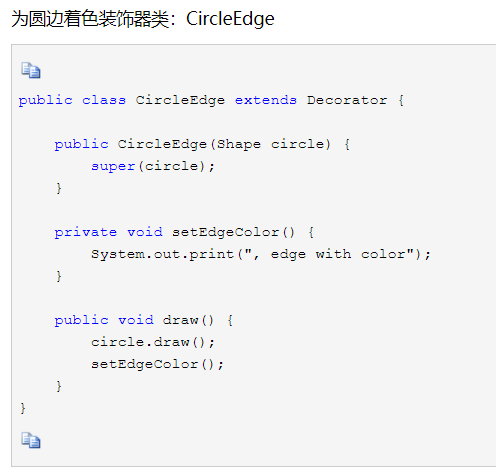 为圆边着色装饰器类：CircleEdge
public class CircleEdge extends Decorator {
    public CircleEdge(Shape circle) {
        super(circle);
    }
    private void setEdgeColor() {
        System.out.print(", edge with color");
    }
    public void draw() {
        circle.draw();
        setEdgeColor();
    }
}